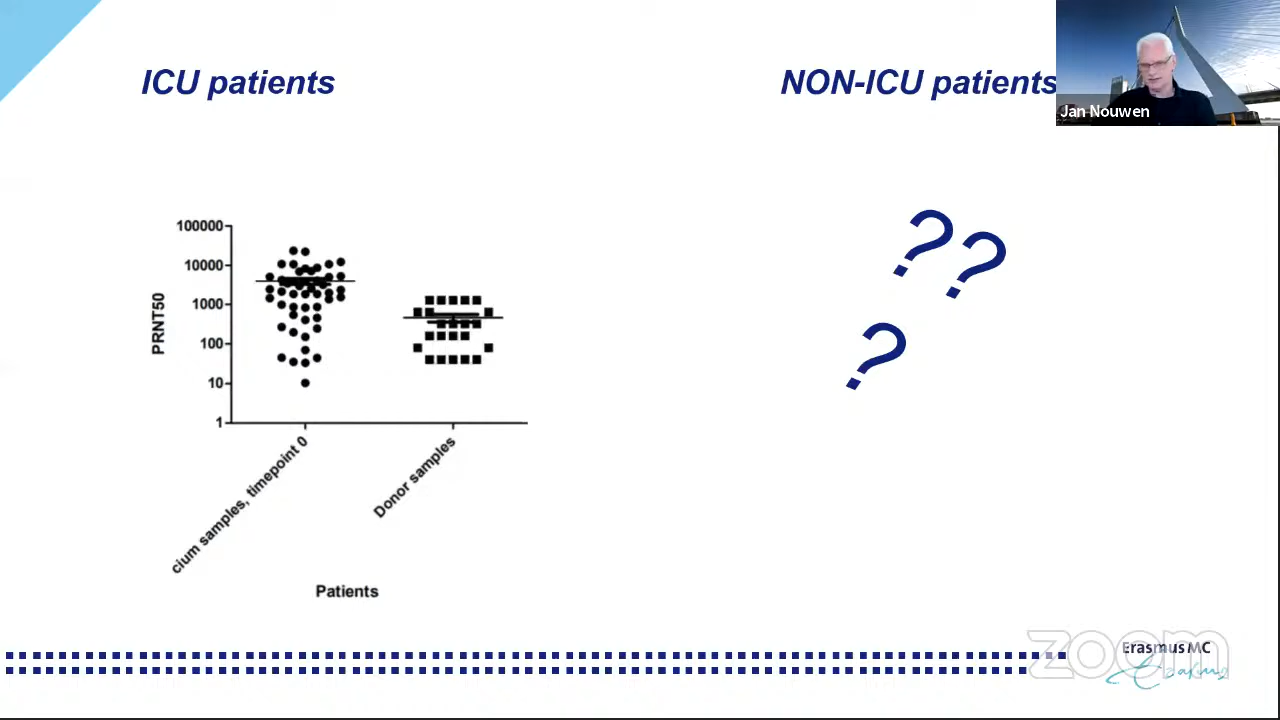 ICU patients
NON-ICU patients
Jan Nouwen
??
?
100000
10000
1000
100
10
1
PRNT50
cium samples, timepoint 0
Donor samples
Patients
zoom
Erasmus MC
Erasmus